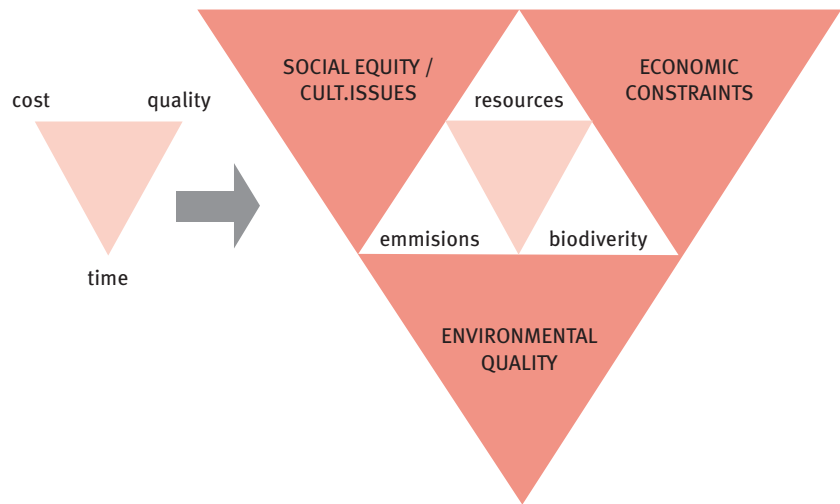 cost
quality
time
SOCIAL EQUITY /
CULT.ISSUES
ECONOMIC
CONSTRAINTS
resources
emmisions
biodiverity
ENVIRONMENTAL
QUALITY